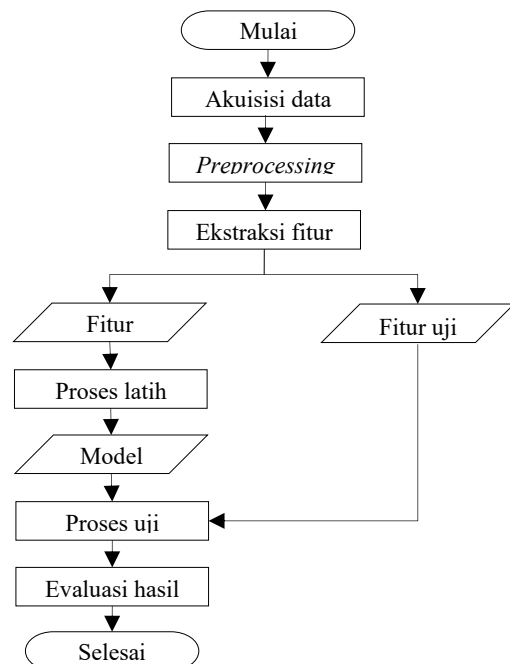 Mulai
Akuisisi data
Preprocessing
Ekstraksi fitur
Fitur
Fitur uji
Proses latih
Model
Proses uji
Evaluasi hasil
Selesai